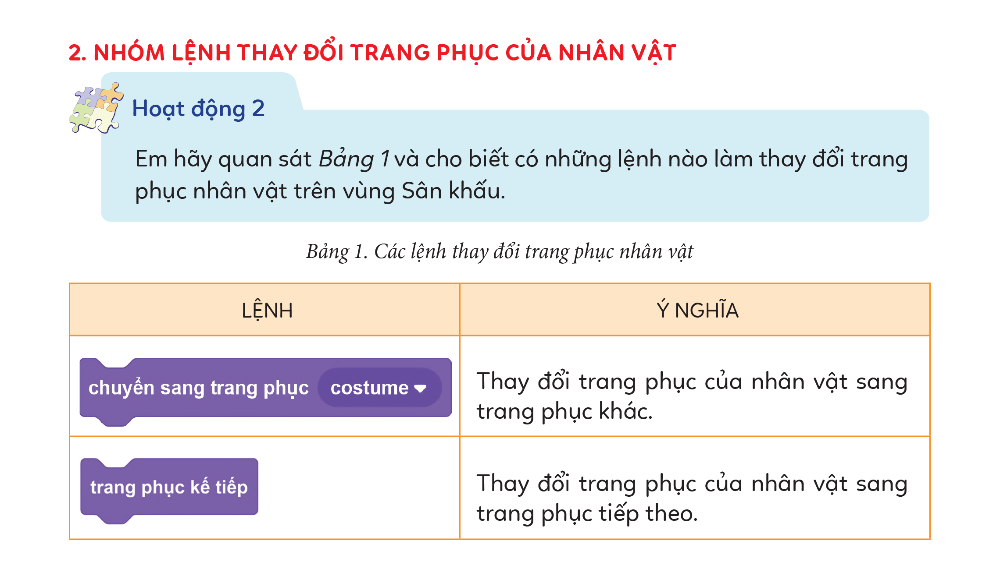 2. NHÓM LỆNH THAY ĐỔI TRANG PHỤC CỦA NHÂN VẬT
Hoạt động 2
Em hãy quan sát Bảng 1 và cho biết có những lệnh nào làm thay đổi trang
phục nhân vật trên vùng Sân khấu.
Bảng 1. Các lệnh thay đổi trang phục nhân vật
LỆNH
Ý NGHĨA
chuyển sang trang phục costume
Thay đổi trang phục của nhân vật sang
trang phục khác.
trang phục kế tiếp
Thay đổi trang phục của nhân vật sang
trang phục tiếp theo.